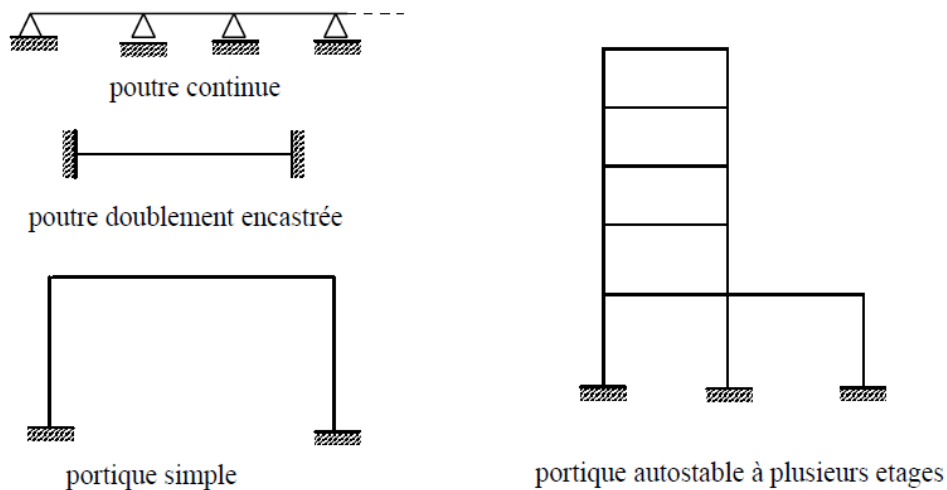 poutre continue
poutre doublement encastrée
portique simple
portique autostable à plusieurs etages